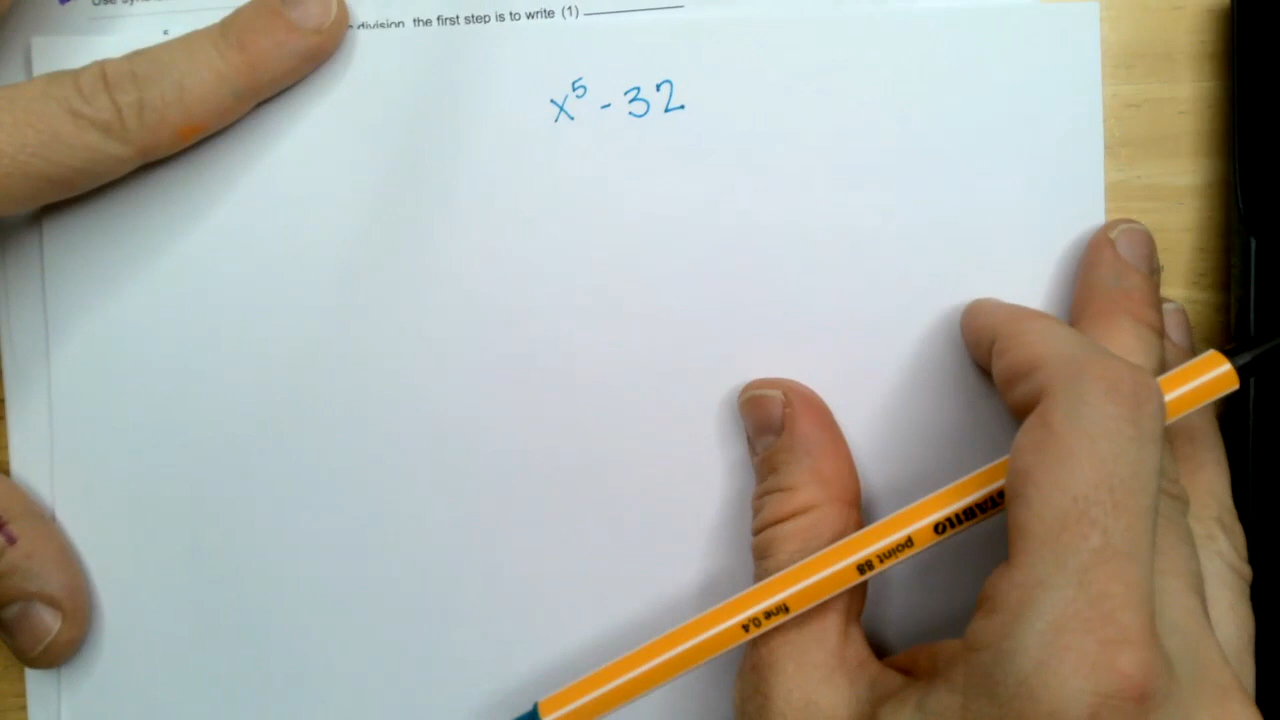 division the first step is to write (1)
x⁵ - 32
STABILO
point 88
fine 0,4